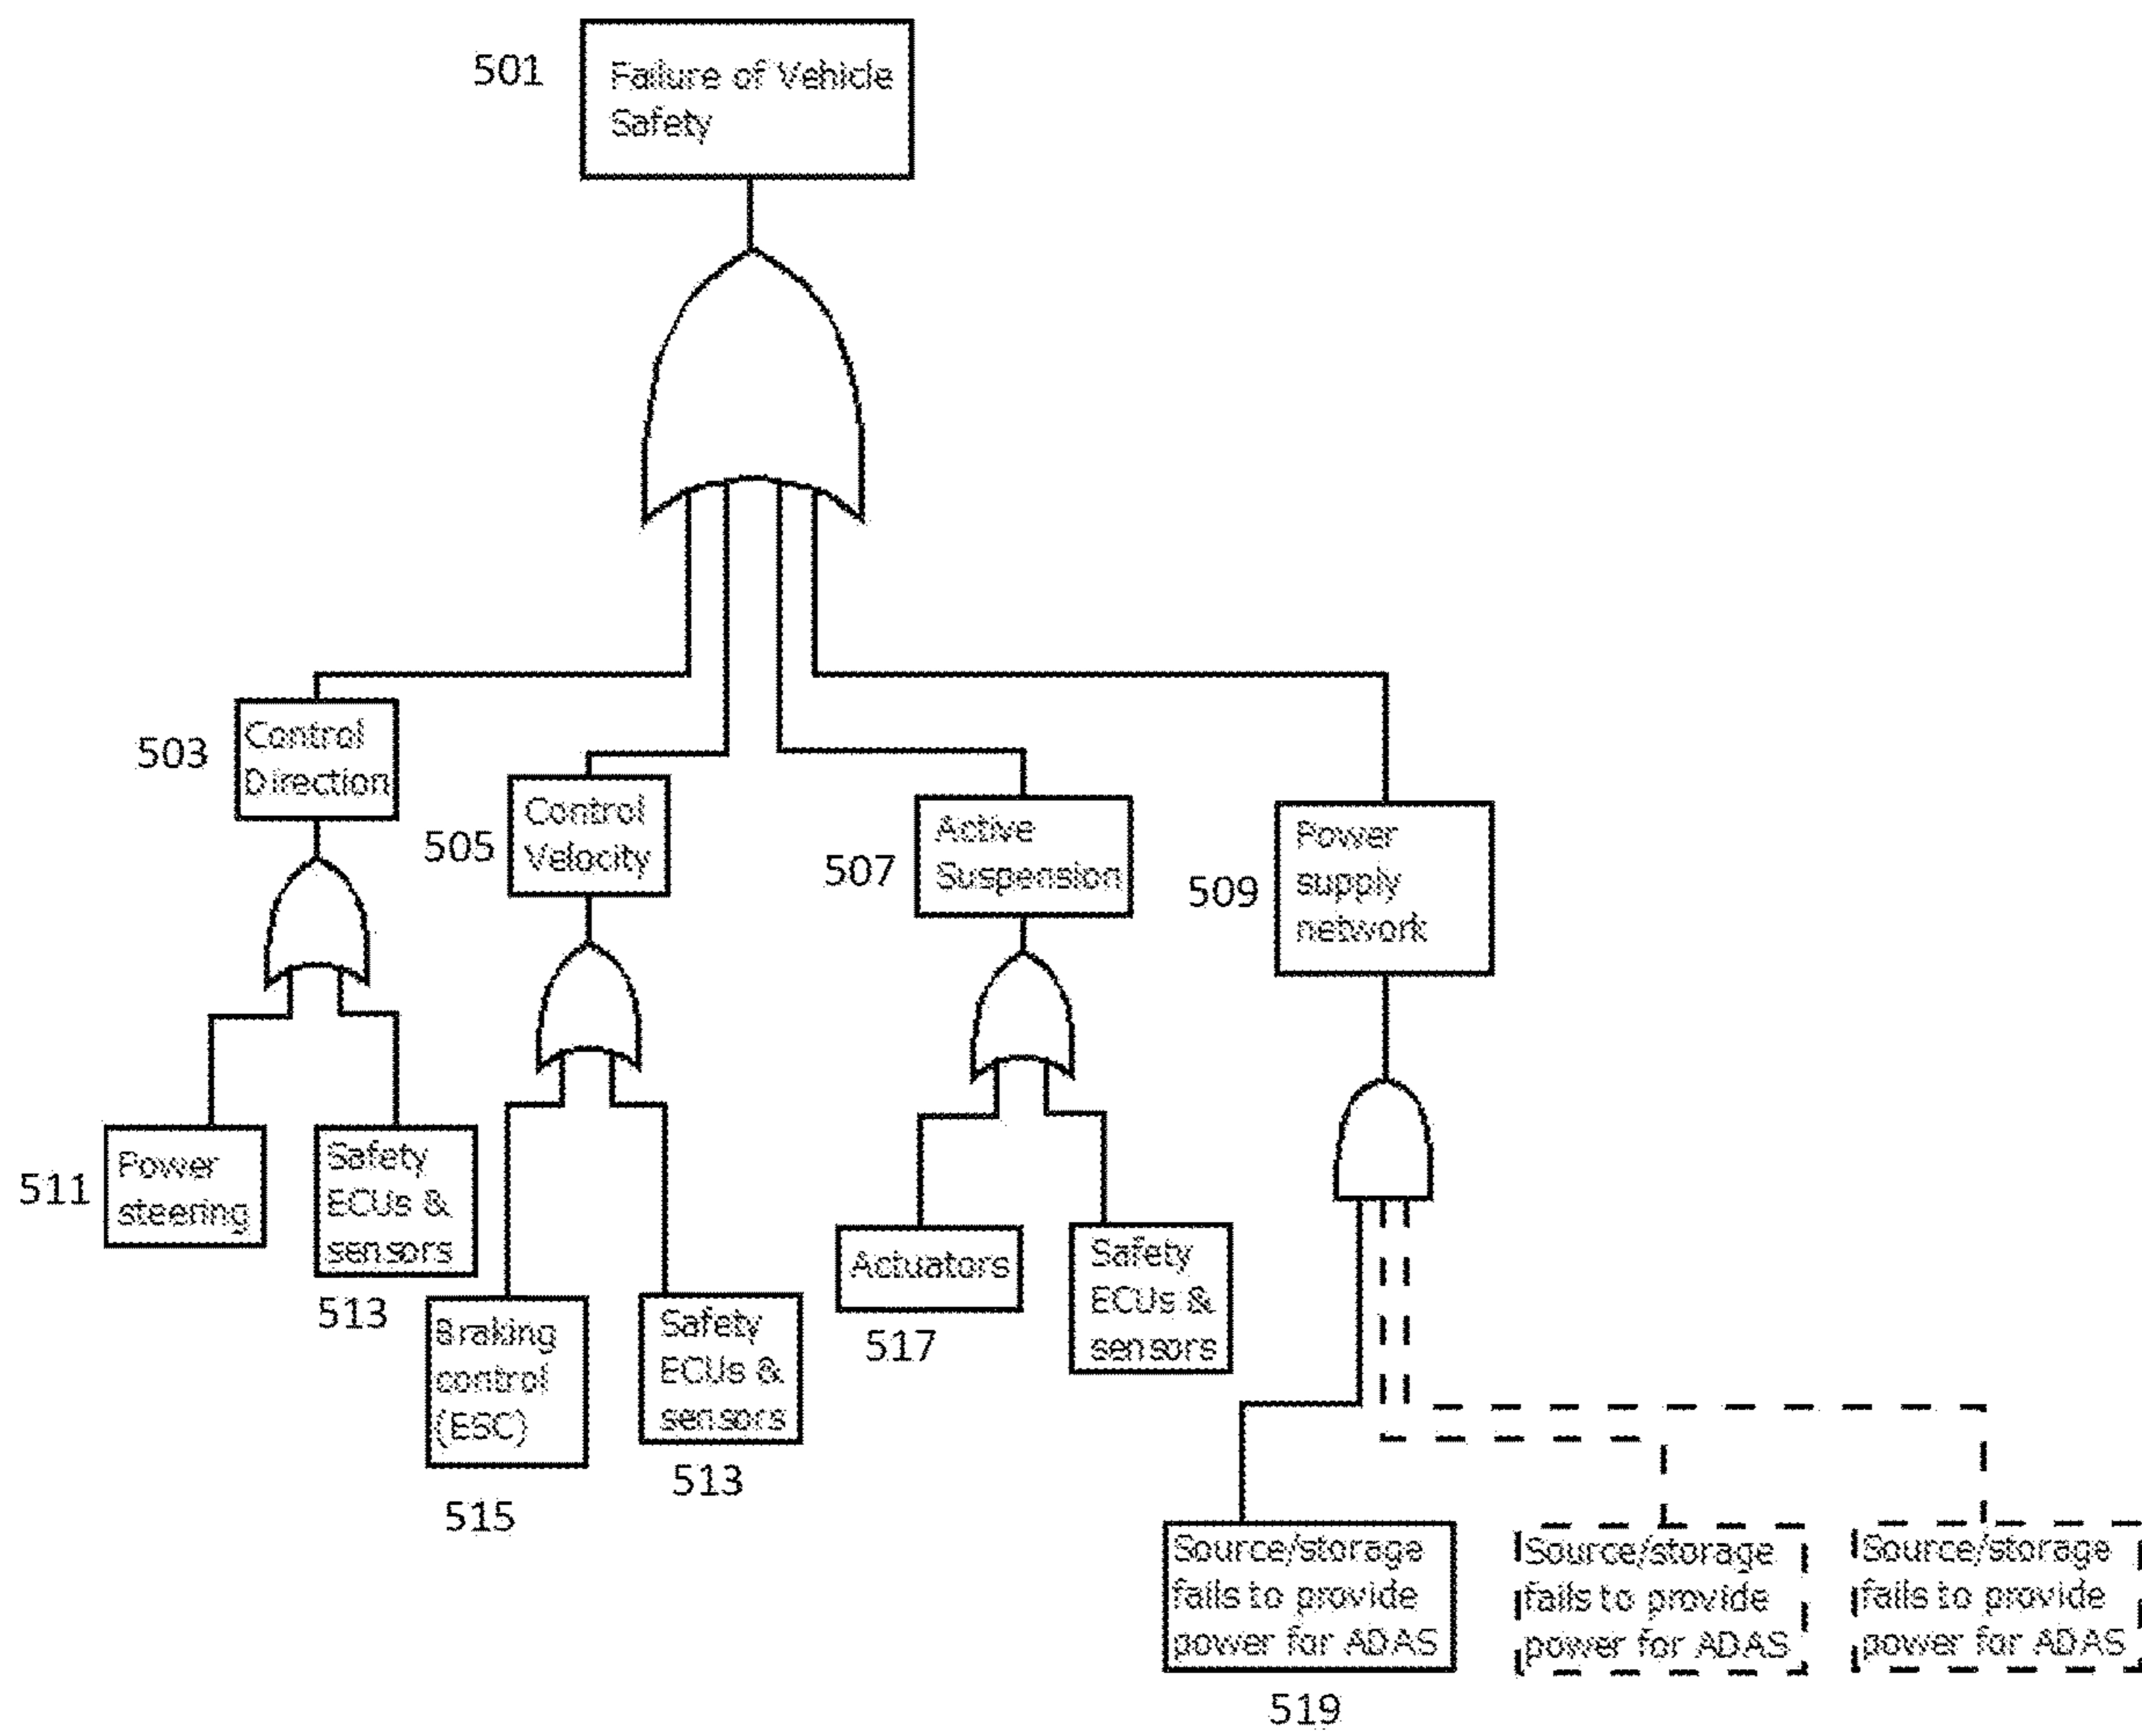 501
Failure of Vehicle
Safety
503
Control
Direction
505
Control
Velocity
507
Active
Suspension
509
Power
supply
network
511
Power
steering
Safety
ECUs &
sensors
513
Braking
control
(ESC)
515
Safety
ECUs &
sensors
513
Actuators
517
Safety
ECUs &
sensors
Source/storage
fails to provide
power for ADAS
519
Source/storage
fails to provide
power for ADAS
Source/storage
fails to provide
power for ADAS